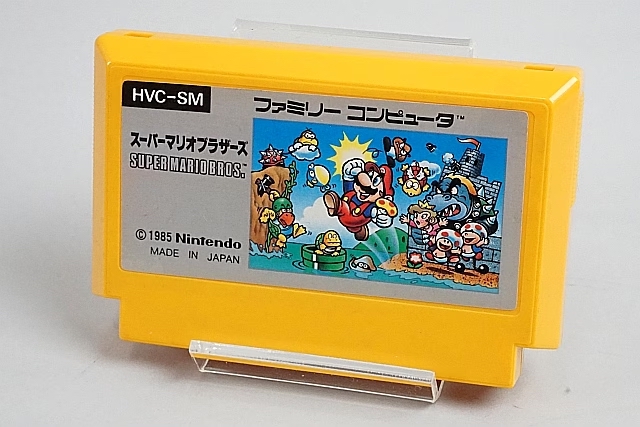 HVC-SM
ファミリー コンピュータ™
スーパーマリオブラザーズ
SUPER MARIO BROS.™
© 1985 Nintendo
MADE IN JAPAN